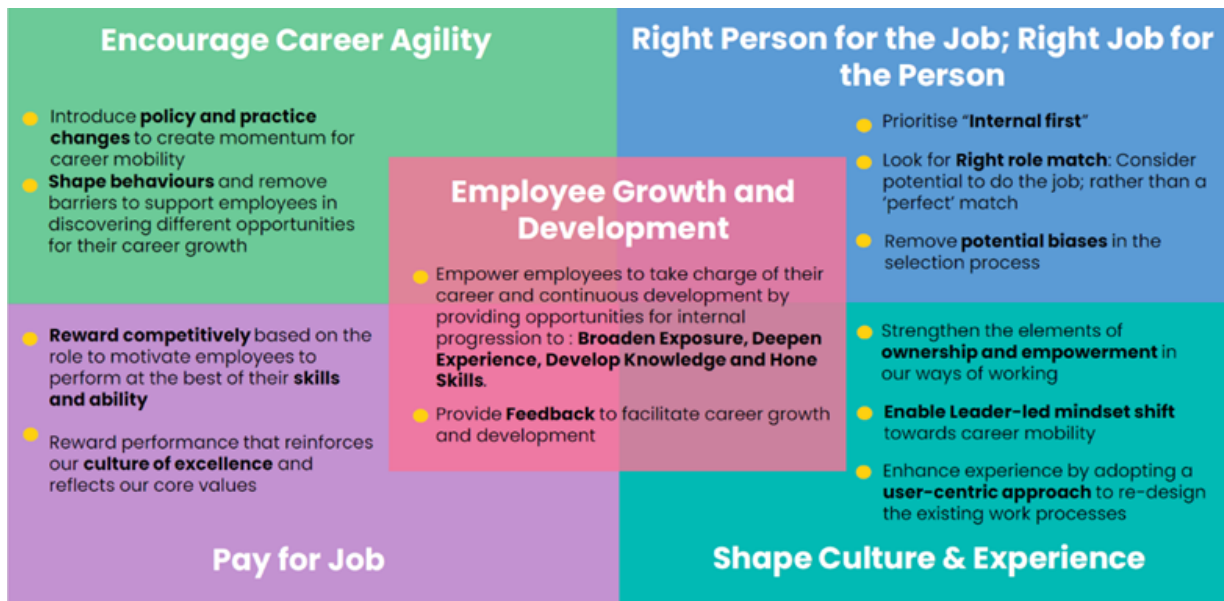 Encourage Career Agility
Introduce policy and practice
changes to create momentum for
career mobility
Shape behaviours and remove
barriers to support employees in
discovering different opportunities
for their career growth
Right Person for the Job; Right Job for
the Person
Prioritise “Internal first”
Look for Right role match: Consider
potential to do the job; rather than a
‘perfect’ match
Remove potential biases in the
selection process
Employee Growth and
Development
Empower employees to take charge of their
career and continuous development by
providing opportunities for internal
progression to : Broaden Exposure, Deepen
Experience, Develop Knowledge and Hone
Skills.
Provide Feedback to facilitate career growth
and development
Reward competitively based on the
role to motivate employees to
perform at the best of their skills
and ability
Reward performance that reinforces
our culture of excellence and
reflects our core values
Pay for Job
Strengthen the elements of
ownership and empowerment in
our ways of working
Enable Leader-led mindset shift
towards career mobility
Enhance experience by adopting a
user-centric approach to re-design
the existing work processes
Shape Culture & Experience